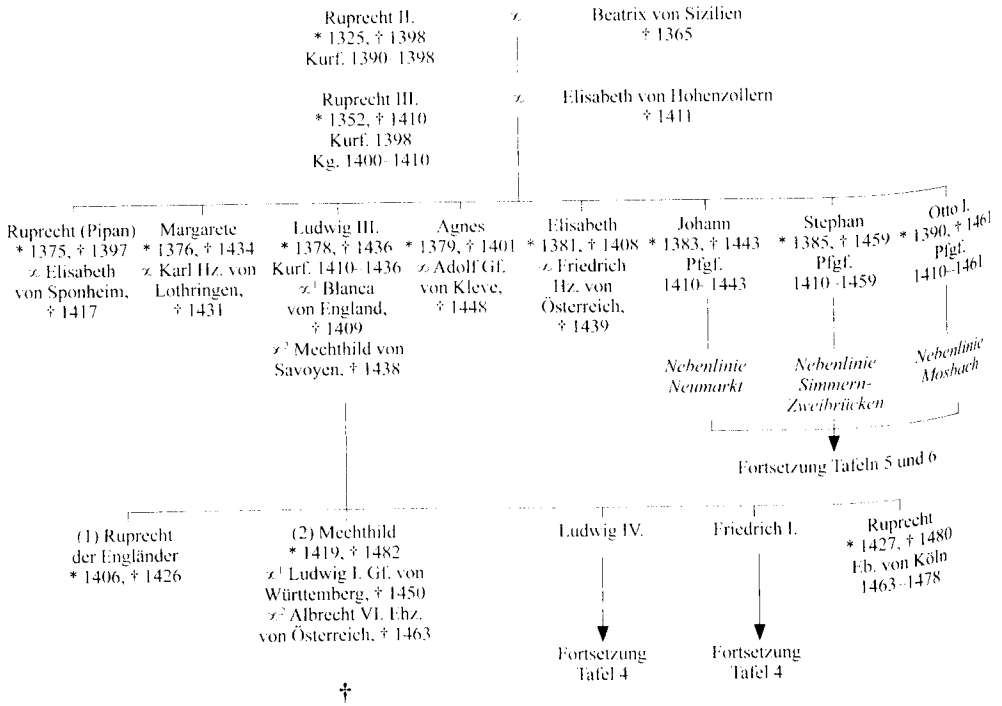 Ruprecht II.
* 1325, † 1398
Kurf. 1390–1398
⚭
Beatrix von Sizilien
† 1365
Ruprecht III.
* 1352, † 1410
Kurf. 1398
Kg. 1400–1410
⚭
Elisabeth von Hohenzollern
† 1411
Ruprecht (Pipan)
* 1375, † 1397
⚭ Elisabeth
von Sponheim,
† 1417
Margarete
* 1376, † 1434
⚭ Karl Hz. von
Lothringen,
† 1431
Ludwig III.
* 1378, † 1436
Kurf. 1410–1436
⚭¹ Blanca
von England,
† 1409
⚭² Mechthild von
Savoyen, † 1438
Agnes
* 1379, † 1401
⚭ Adolf Gf.
von Kleve,
† 1448
Elisabeth
* 1381, † 1408
⚭ Friedrich
Hz. von
Österreich,
† 1439
Johann
* 1383, † 1443
Pfgf.
1410–1443
Nebenlinie
Neumarkt
Stephan
* 1385, † 1459
Pfgf.
1410–1459
Nebenlinie
Simmern-
Zweibrücken
Otto I.
* 1390, † 1461
Pfgf.
1410–1461
Nebenlinie
Mosbach
Fortsetzung Tafeln 5 und 6
(1) Ruprecht
der Engländer
* 1406, † 1426
(2) Mechthild
* 1419, † 1482
⚭¹ Ludwig I. Gf. von
Württemberg, † 1450
⚭² Albrecht VI. Ehz.
von Österreich, † 1463
†
Ludwig IV.
Fortsetzung
Tafel 4
Friedrich I.
Fortsetzung
Tafel 4
Ruprecht
* 1427, † 1480
Eb. von Köln
1463–1478